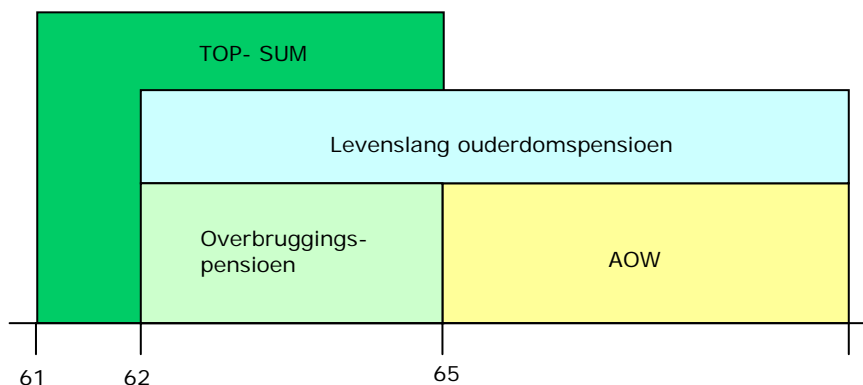 TOP- SUM
Levenslang ouderdomspensioen
Overbruggings-
pensioen
AOW
61
62
65